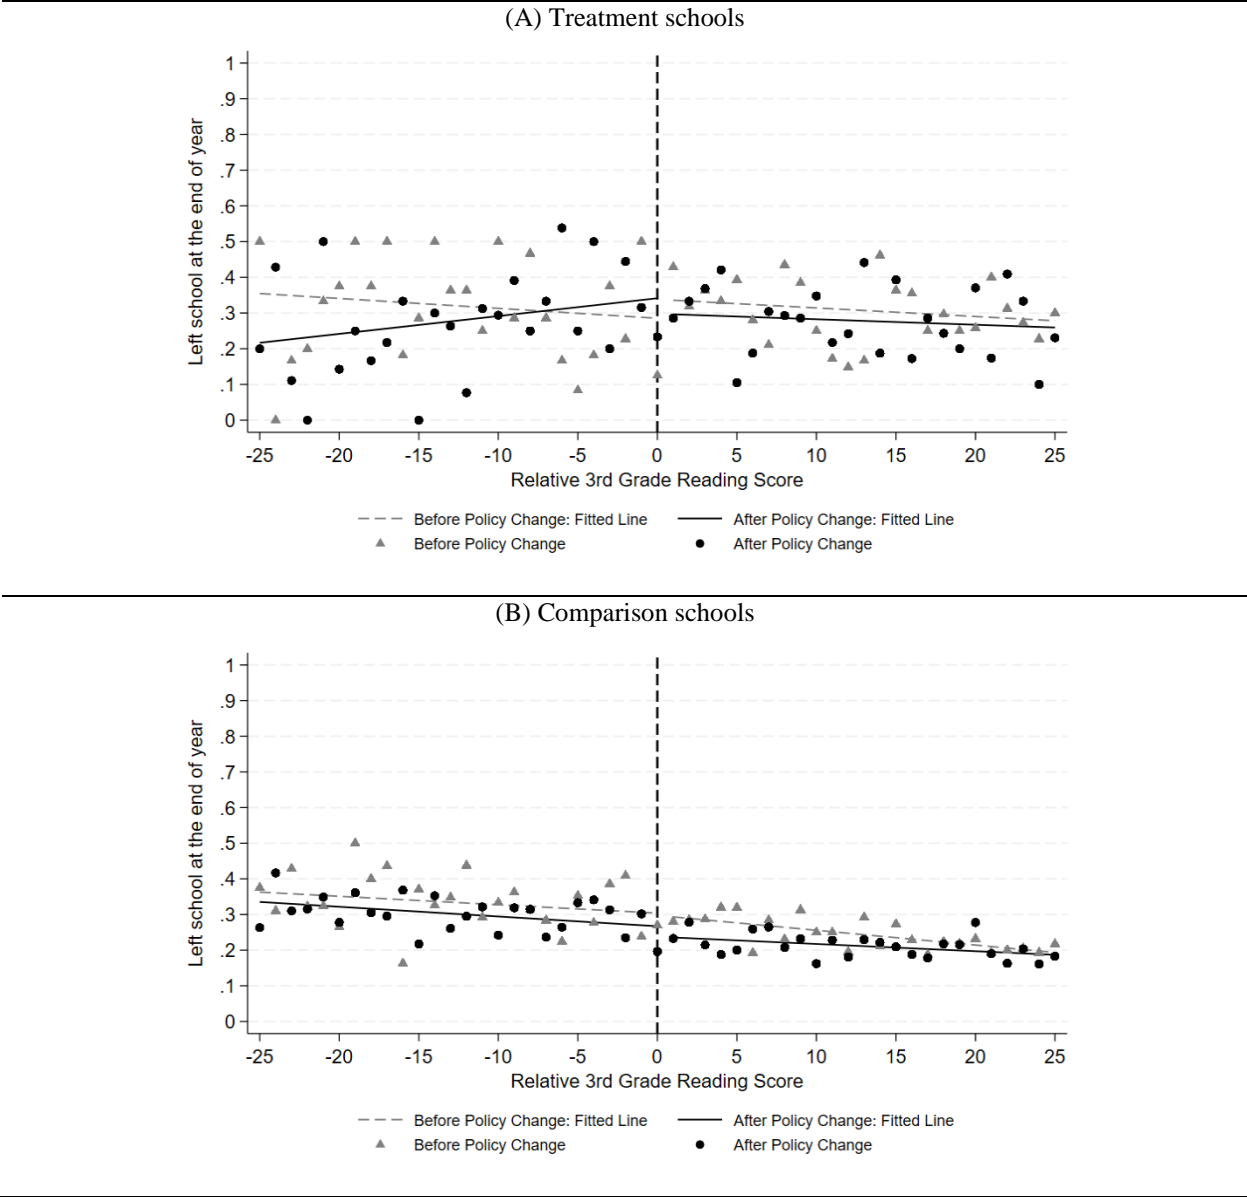 (A) Treatment schools
1
.9
.8
.7
.6
.5
.4
.3
.2
.1
0
Left school at the end of year
-25 -20 -15 -10 -5 0 5 10 15 20 25
Relative 3rd Grade Reading Score
Before Policy Change: Fitted Line After Policy Change: Fitted Line
Before Policy Change After Policy Change
(B) Comparison schools
1
.9
.8
.7
.6
.5
.4
.3
.2
.1
0
Left school at the end of year
-25 -20 -15 -10 -5 0 5 10 15 20 25
Relative 3rd Grade Reading Score
Before Policy Change: Fitted Line After Policy Change: Fitted Line
Before Policy Change After Policy Change